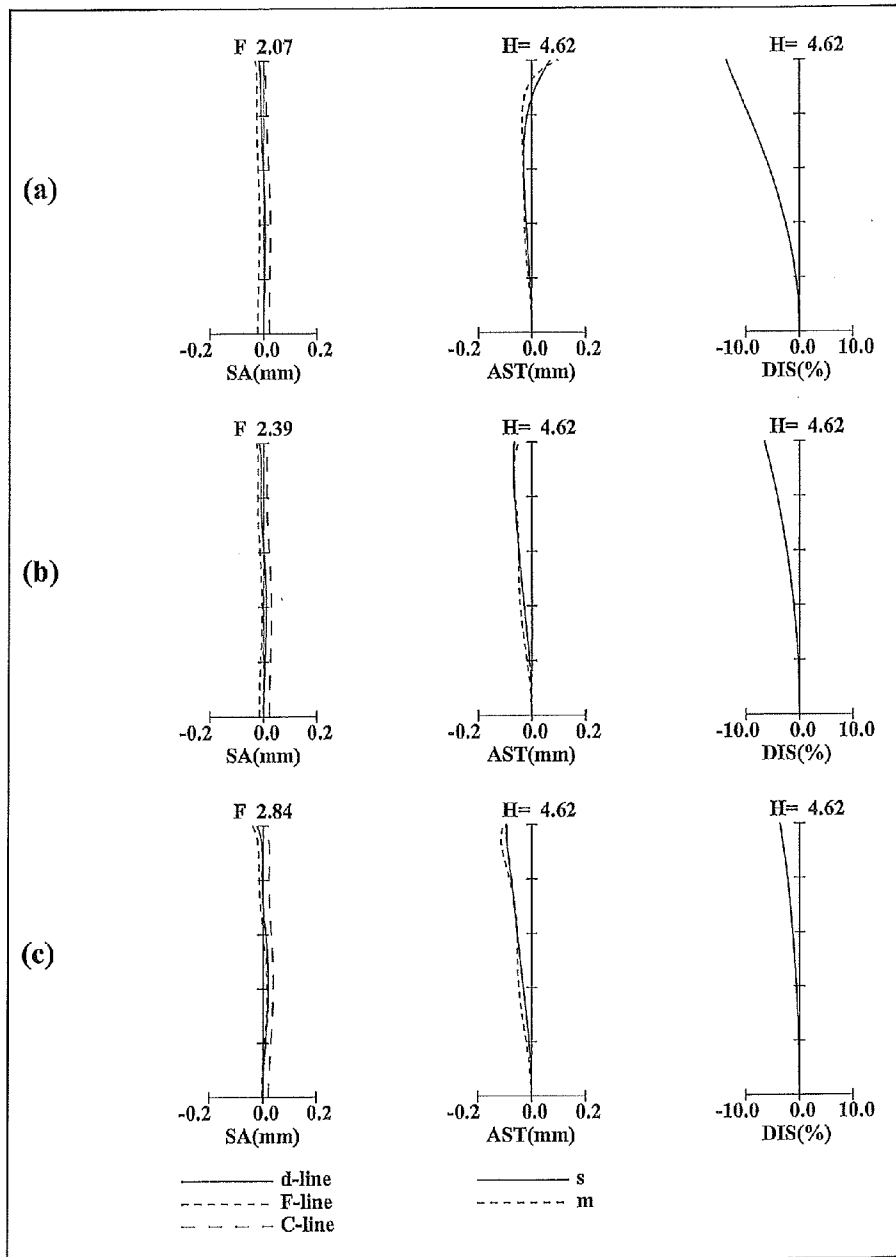 F 2.07 H= 4.62 H= 4.62
(a)
-0.2 0.0 0.2 -0.2 0.0 0.2 -10.0 0.0 10.0
SA(mm) AST(mm) DIS(%)
F 2.39 H= 4.62 H= 4.62
(b)
-0.2 0.0 0.2 -0.2 0.0 0.2 -10.0 0.0 10.0
SA(mm) AST(mm) DIS(%)
F 2.84 H= 4.62 H= 4.62
(c)
-0.2 0.0 0.2 -0.2 0.0 0.2 -10.0 0.0 10.0
SA(mm) AST(mm) DIS(%)
d-line s
F-line m
C-line